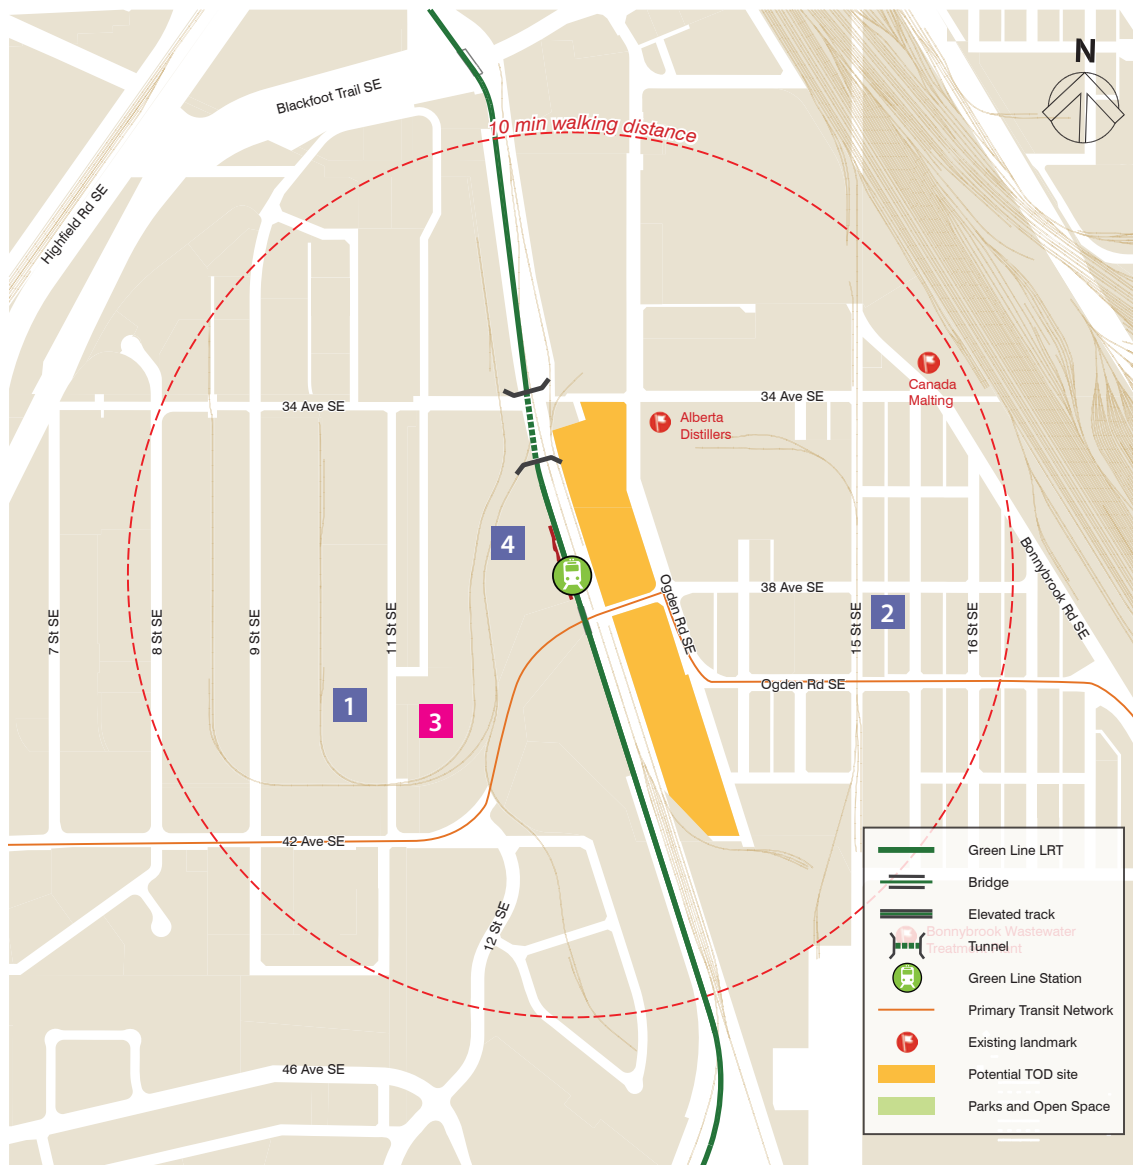 N
Blackfoot Trail SE
10 min walking distance
Highfield Rd SE
Canada
Malting
34 Ave SE
34 Ave SE
Alberta
Distillers
4
Bonnybrook Rd SE
38 Ave SE
Ogden Rd SE
2
7 St SE
8 St SE
9 St SE
11 St SE
15 St SE
16 St SE
Ogden Rd SE
1
3
42 Ave SE
12 St SE
46 Ave SE
Green Line LRT
Bridge
Elevated track
Bonnybrook Wastewater
Treatment Plant
Tunnel
Green Line Station
Primary Transit Network
Existing landmark
Potential TOD site
Parks and Open Space